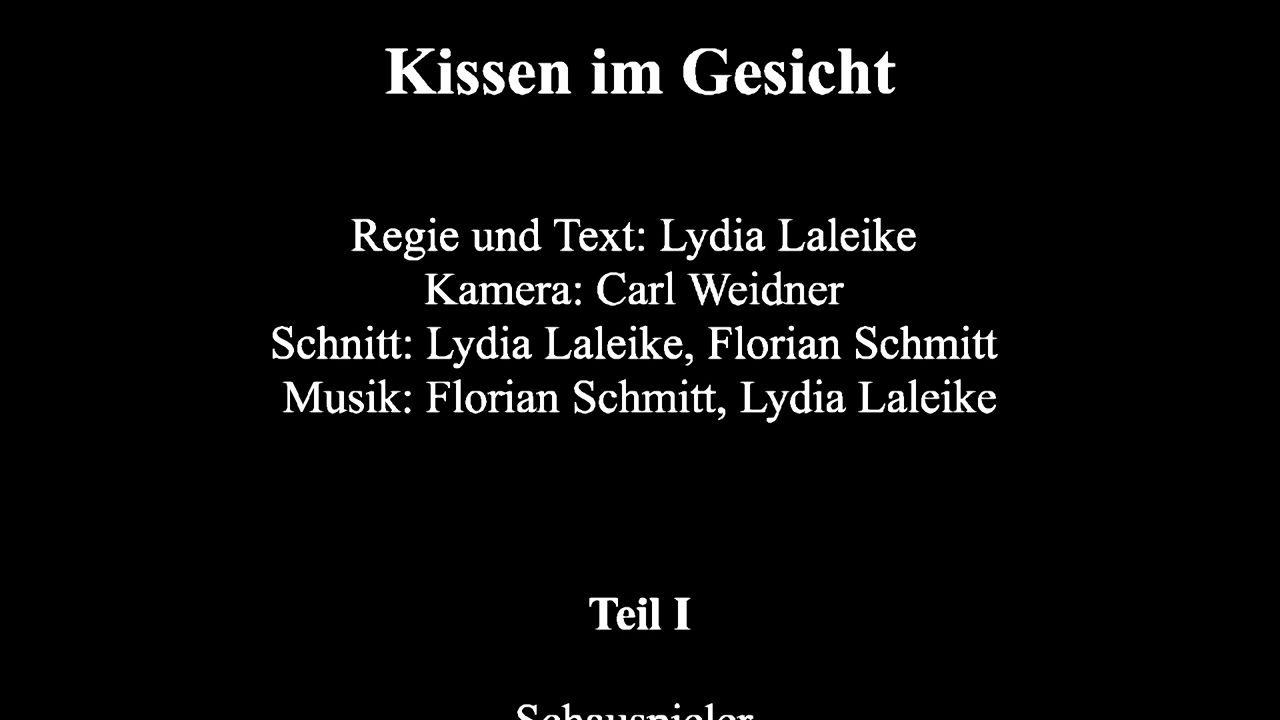 Kissen im Gesicht
Regie und Text: Lydia Laleike
Kamera: Carl Weidner
Schnitt: Lydia Laleike, Florian Schmitt
Musik: Florian Schmitt, Lydia Laleike
Teil I
Schauspieler